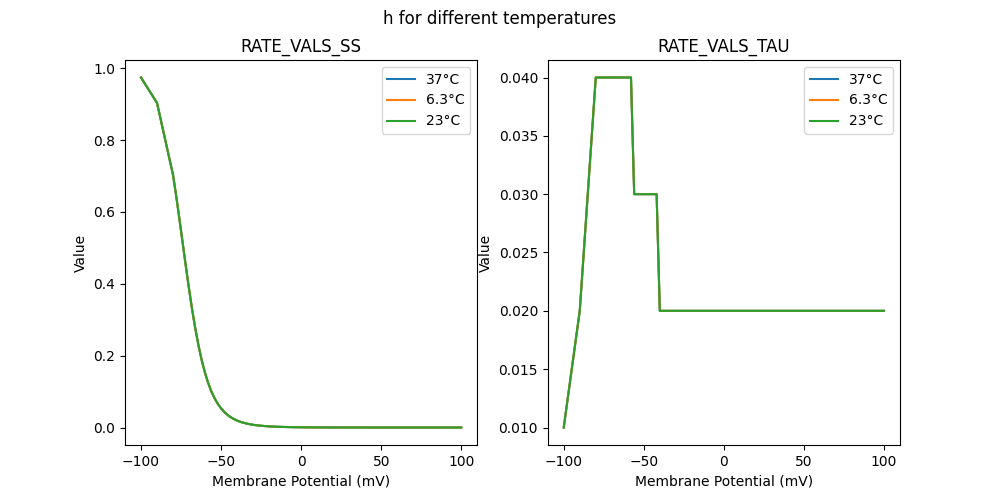 h for different temperatures
RATE_VALS_SS
1.0
0.8
0.6
0.4
0.2
0.0
Value
−100
−50
0
50
100
Membrane Potential (mV)
37°C
6.3°C
23°C
RATE_VALS_TAU
0.040
0.035
0.030
0.025
0.020
0.015
0.010
Value
−100
−50
0
50
100
Membrane Potential (mV)
37°C
6.3°C
23°C